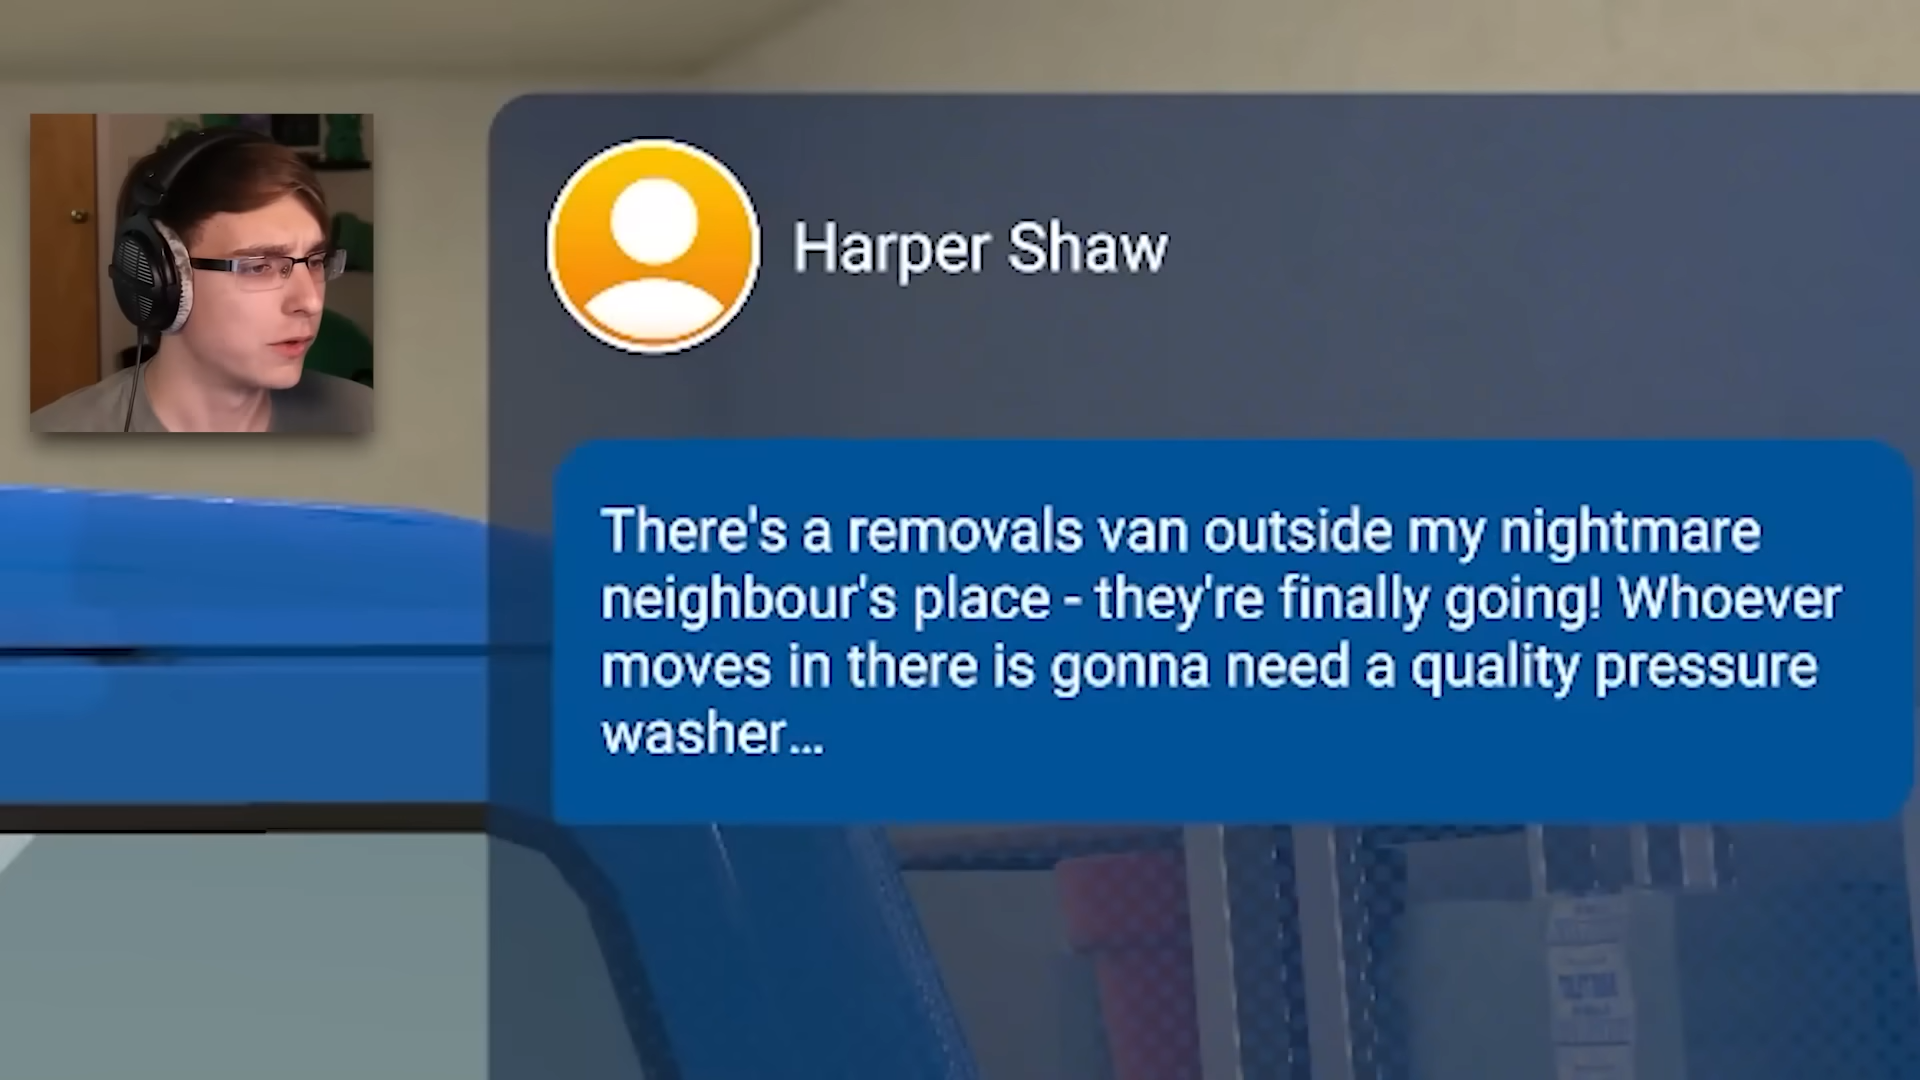 Harper Shaw
There's a removals van outside my nightmare
neighbour's place - they're finally going! Whoever
moves in there is gonna need a quality pressure
washer...